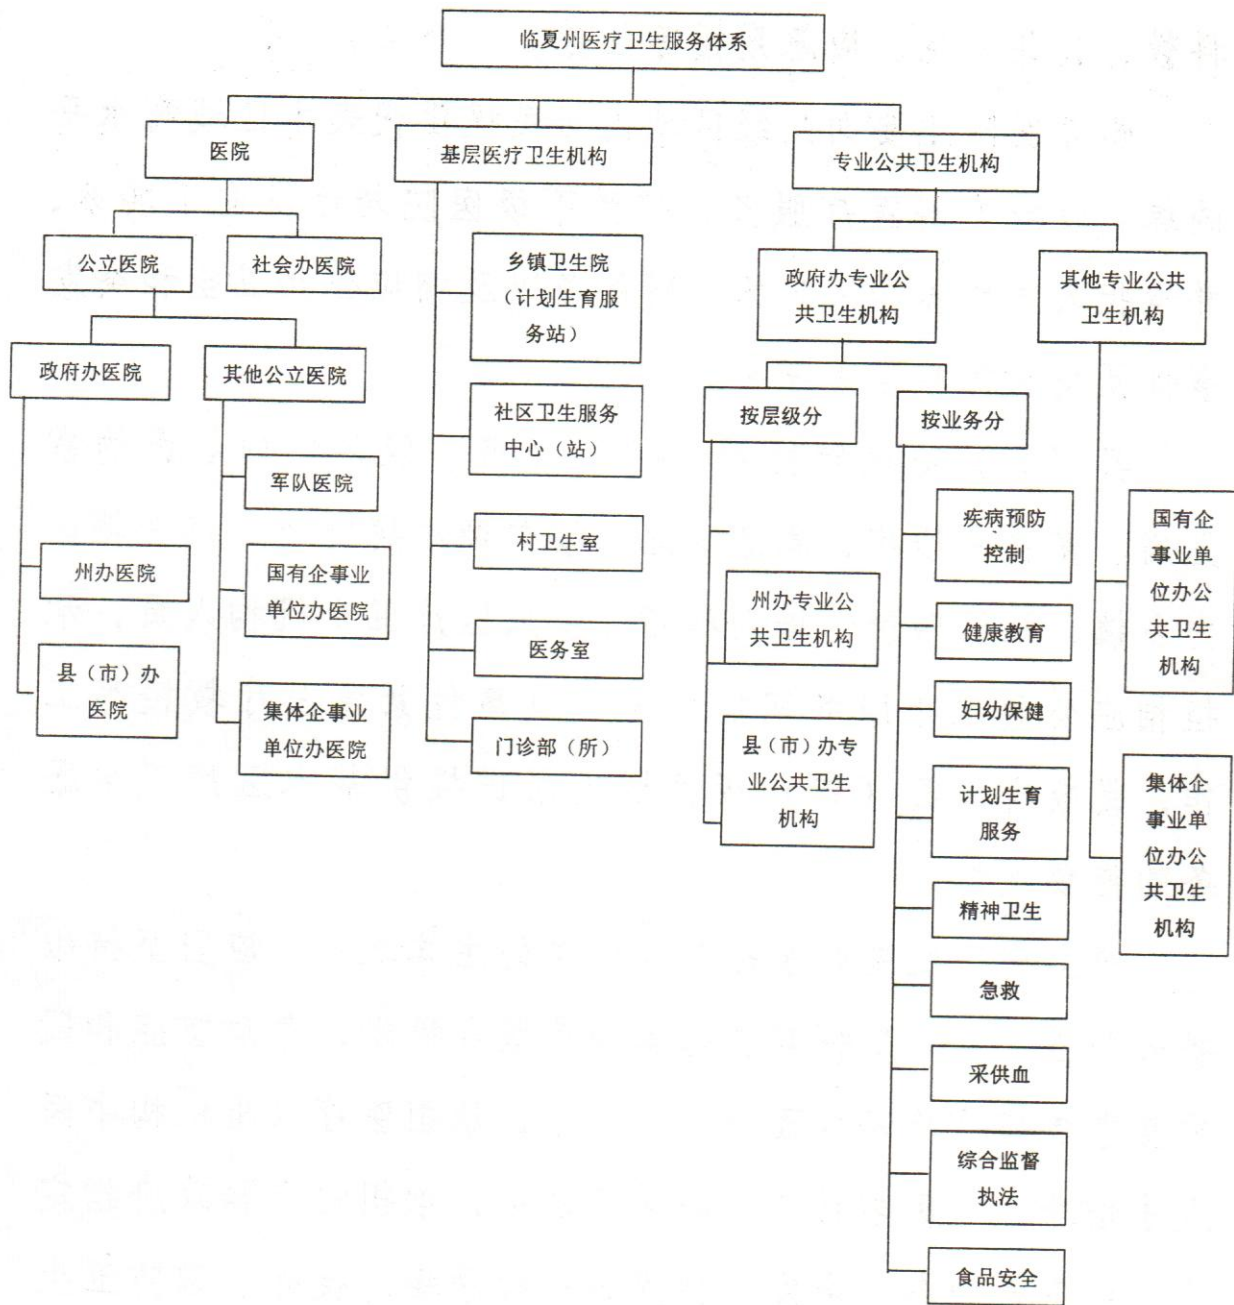 临夏州医疗卫生服务体系
医院
基层医疗卫生机构
专业公共卫生机构
公立医院
社会办医院
政府办医院
其他公立医院
州办医院
县（市）办
医院
军队医院
国有企事业
单位办医院
集体企事业
单位办医院
乡镇卫生院
（计划生育服
务站）
社区卫生服务
中心（站）
村卫生室
医务室
门诊部（所）
政府办专业公
共卫生机构
其他专业公共
卫生机构
按层级分
按业务分
州办专业公
共卫生机构
县（市）办专
业公共卫生
机构
疾病预防
控制
健康教育
妇幼保健
计划生育
服务
精神卫生
急救
采供血
综合监督
执法
食品安全
国有企
事业单
位办公
共卫生
机构
集体企
事业单
位办公
共卫生
机构